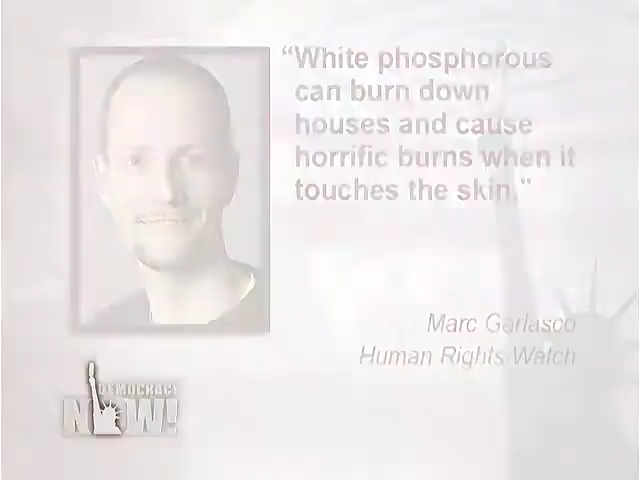 “White phosphorous
can burn down
houses and cause
horrific burns when it
touches the skin.“
Marc Garlasco
Human Rights Watch
DEMOCRACY
NOW!